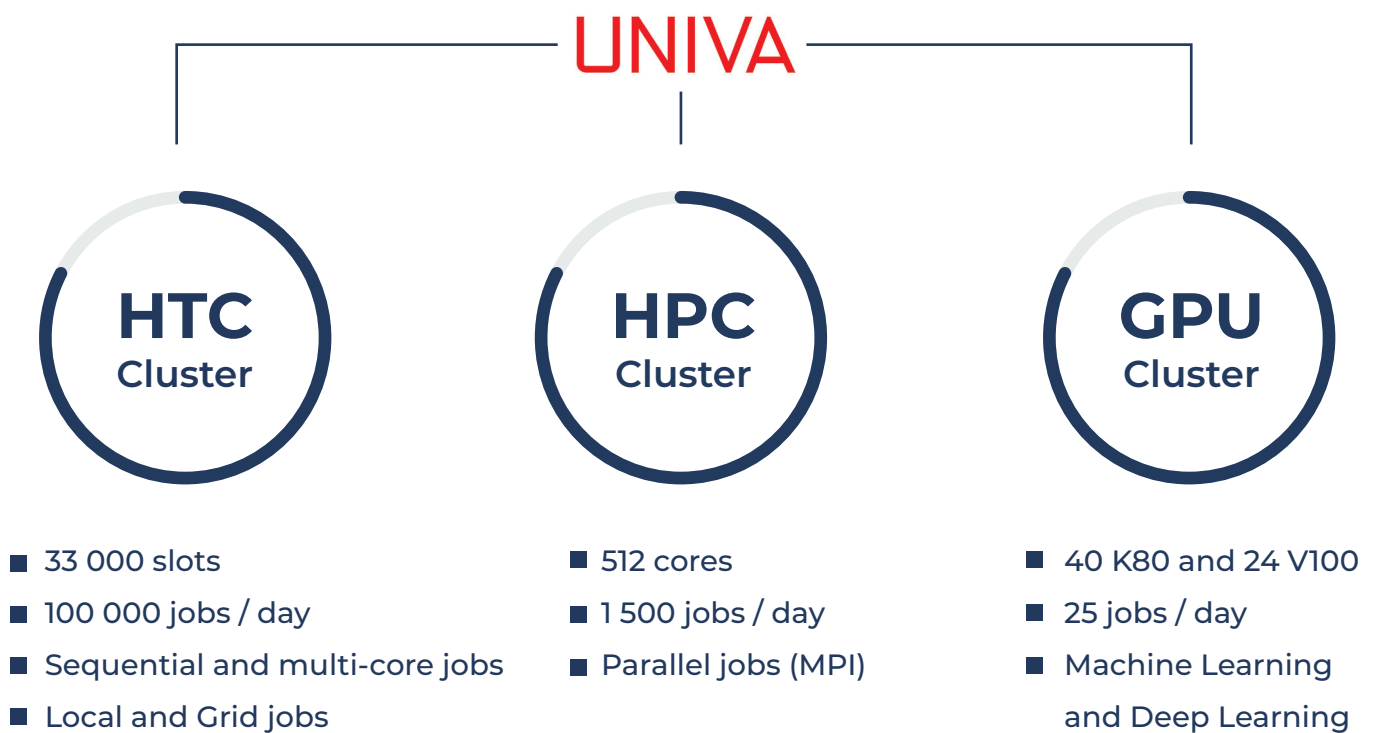 UNIVA
HTC
Cluster
HPC
Cluster
GPU
Cluster
33 000 slots
100 000 jobs / day
Sequential and multi-core jobs
Local and Grid jobs
512 cores
1 500 jobs / day
Parallel jobs (MPI)
40 K80 and 24 V100
25 jobs / day
Machine Learning
and Deep Learning